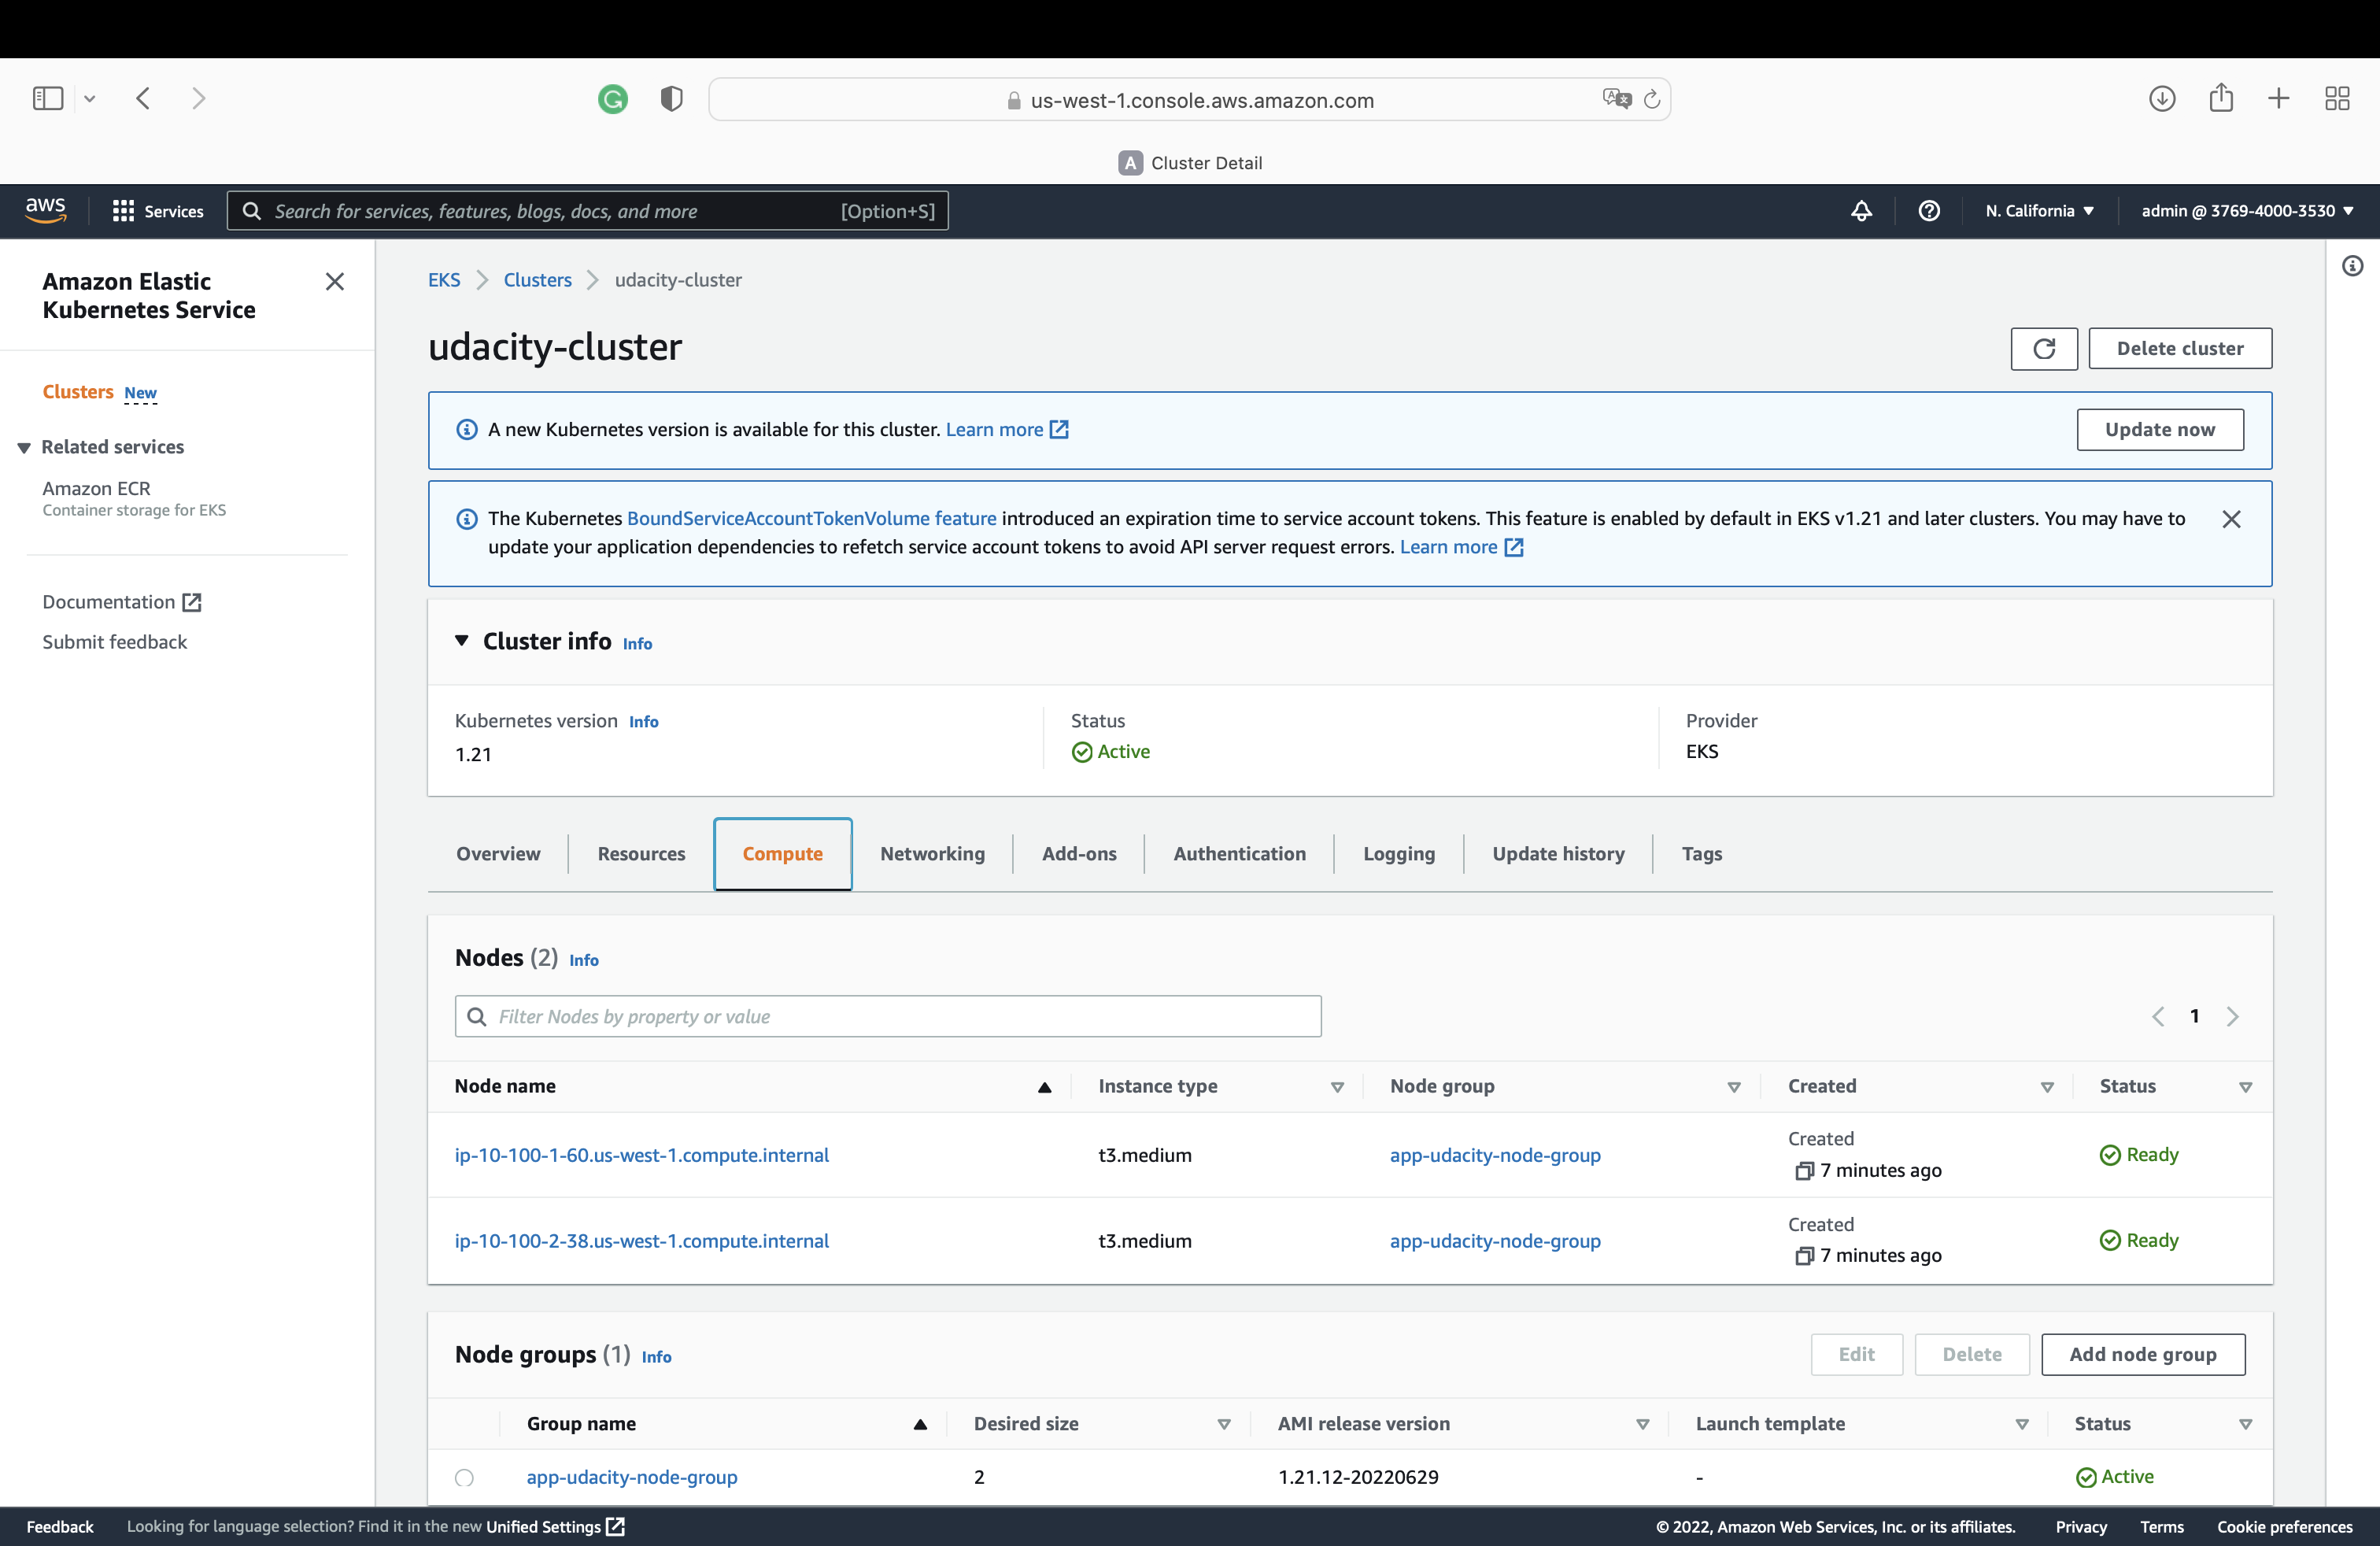 us-west-1.console.aws.amazon.com
A Cluster Detail
aws Services Search for services, features, blogs, docs, and more [Option+S] N. California admin @ 3769-4000-3530
Amazon Elastic
Kubernetes Service
Clusters New
Related services
Amazon ECR
Container storage for EKS
Documentation
Submit feedback
EKS Clusters udacity-cluster
udacity-cluster
Delete cluster
A new Kubernetes version is available for this cluster. Learn more
Update now
The Kubernetes BoundServiceAccountTokenVolume feature introduced an expiration time to service account tokens. This feature is enabled by default in EKS v1.21 and later clusters. You may have to
update your application dependencies to refetch service account tokens to avoid API server request errors. Learn more
Cluster info Info
Kubernetes version Info
1.21
Status
Active
Provider
EKS
Overview Resources Compute Networking Add-ons Authentication Logging Update history Tags
Nodes (2) Info
Filter Nodes by property or value
1
Node name Instance type Node group Created Status
ip-10-100-1-60.us-west-1.compute.internal t3.medium app-udacity-node-group Created
7 minutes ago Ready
ip-10-100-2-38.us-west-1.compute.internal t3.medium app-udacity-node-group Created
7 minutes ago Ready
Node groups (1) Info
Edit Delete Add node group
Group name Desired size AMI release version Launch template Status
app-udacity-node-group 2 1.21.12-20220629 - Active
Feedback Looking for language selection? Find it in the new Unified Settings © 2022, Amazon Web Services, Inc. or its affiliates. Privacy Terms Cookie preferences